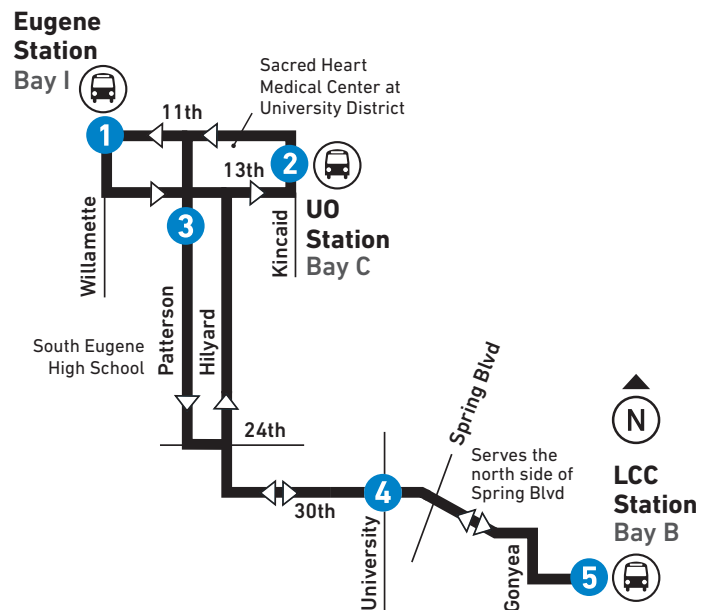 Eugene
Station
Bay I
Sacred Heart
Medical Center at
University District
11th
1
2
13th
3
UO
Station
Bay C
Willamette
Kincaid
Patterson
Hilyard
South Eugene
High School
24th
Spring Blvd
N
Serves the
north side of
Spring Blvd
LCC
Station
Bay B
4
30th
University
Gonyea
5